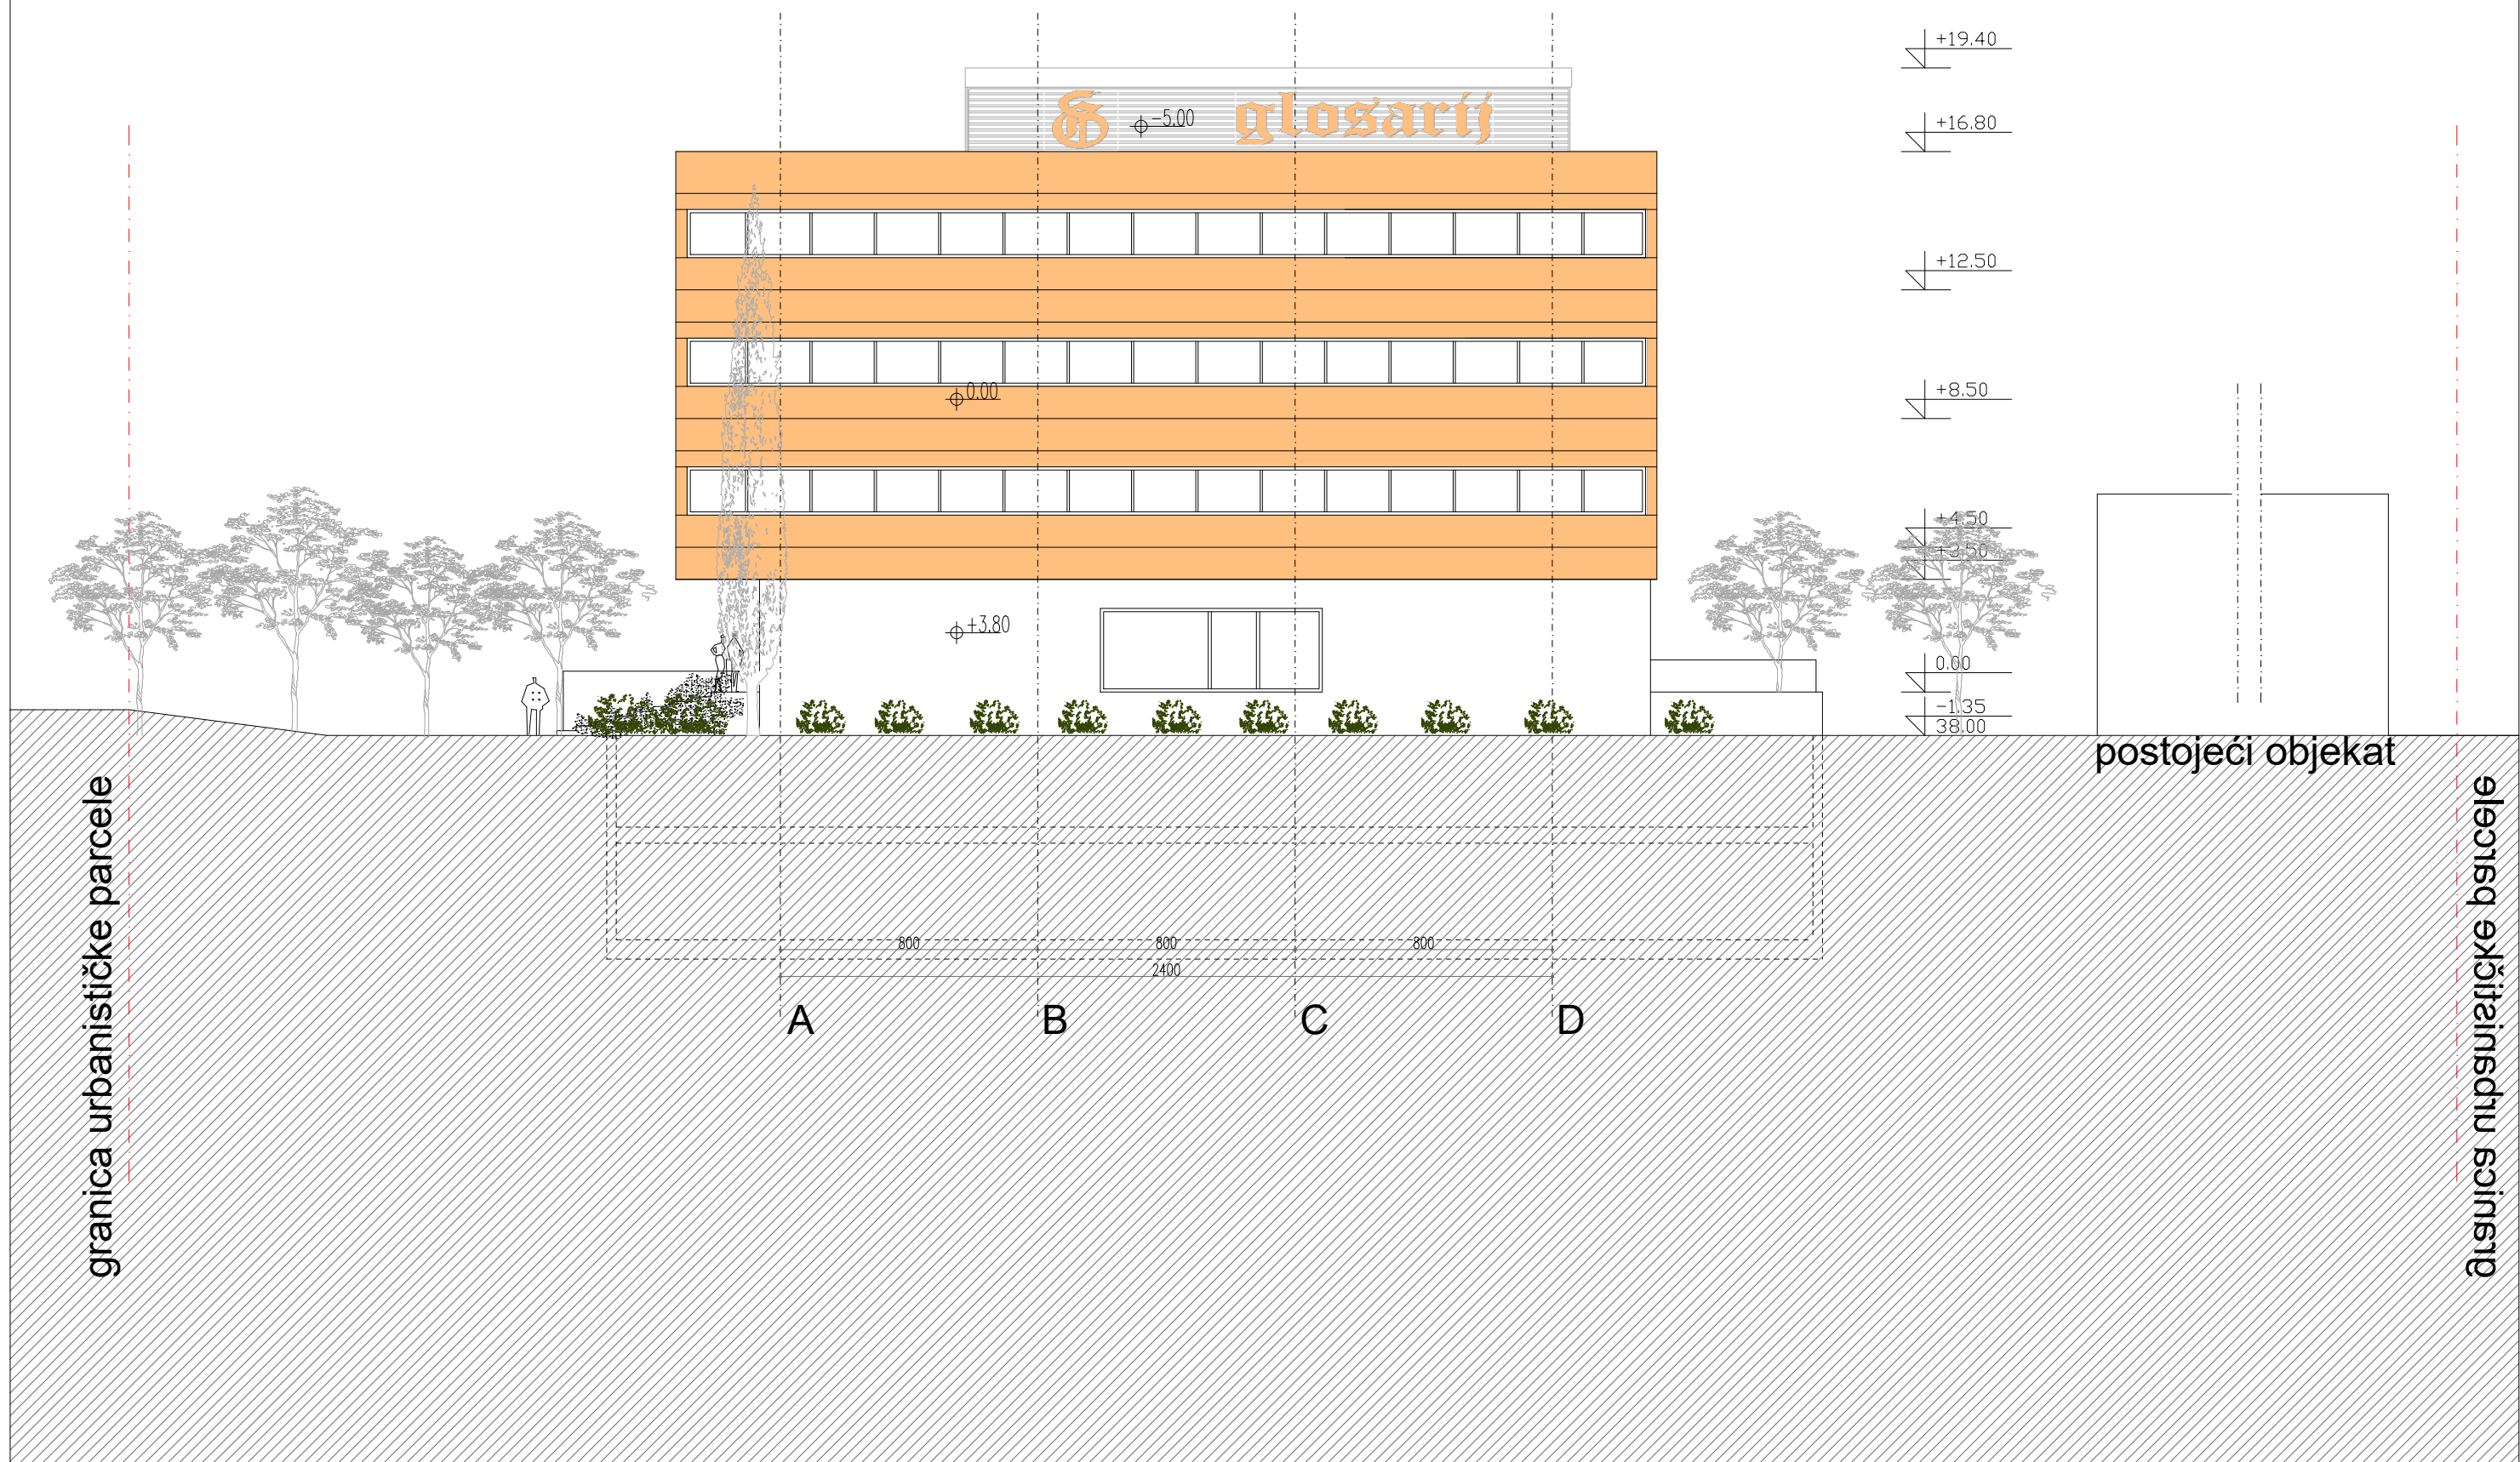 +19.40
glosarij
-5.00
+16.80
+12.50
0.00
+8.50
+4.50
+3.50
+3.80
0.00
-1.35
38.00
postojeći objekat
granica urbanističke parcele
granica urbanističke parcele
800 800 800
2400
A B C D